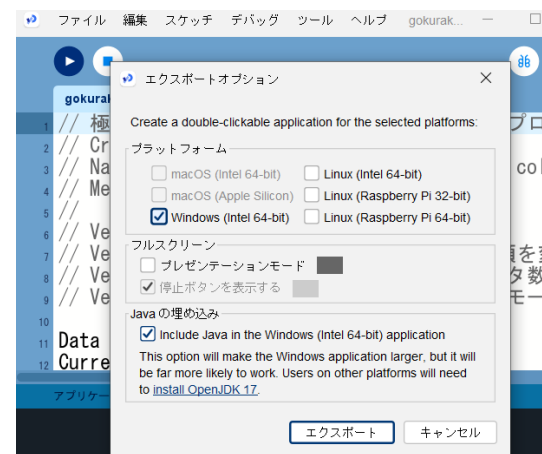 ファイル 編集 スケッチ デバッグ ツール ヘルプ gokurak...
エクスポートオプション
gokurak
Create a double-clickable application for the selected platforms:
プラットフォーム
macOS (Intel 64-bit) Linux (Intel 64-bit)
macOS (Apple Silicon) Linux (Raspberry Pi 32-bit)
Windows (Intel 64-bit) Linux (Raspberry Pi 64-bit)
フルスクリーン
プレゼンテーションモード
停止ボタンを表示する
Java の埋め込み
Include Java in the Windows (Intel 64-bit) application
This option will make the Windows application larger, but it will
be far more likely to work. Users on other platforms will need
to install OpenJDK 17.
エクスポート キャンセル
1 // 極 プロ
2 // Cr
3 // Na col
4 // Me
5 //
6 // Ve
7 // Ve を
8 // Ve タ数
9 // Ve モー
10
11 Data
12 Curre
アプリケー